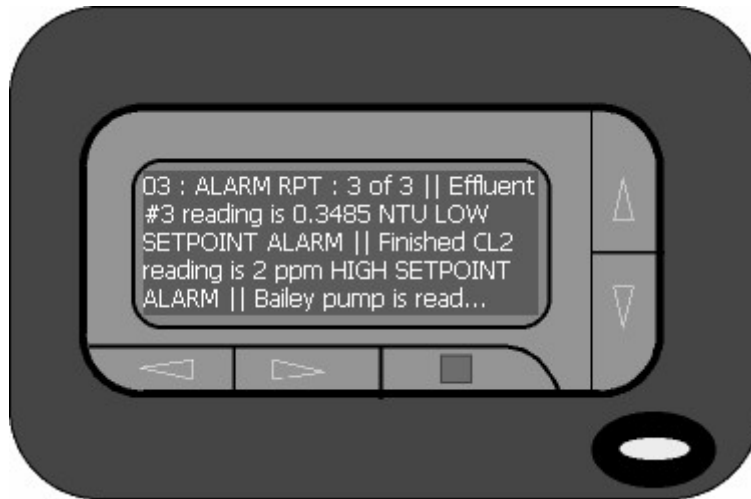 03 : ALARM RPT : 3 of 3 || Effluent
#3 reading is 0.3485 NTU LOW
SETPOINT ALARM || Finished CL2
reading is 2 ppm HIGH SETPOINT
ALARM || Bailey pump is read...